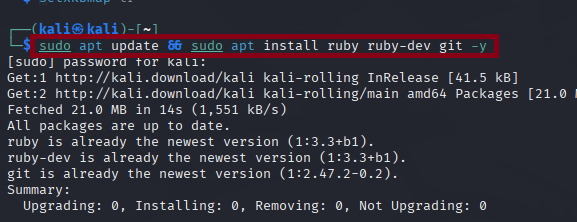 setxkbmap tr
(kali㉿kali)-[~]
$ sudo apt update && sudo apt install ruby ruby-dev git -y
[sudo] password for kali:
Get:1 http://kali.download/kali kali-rolling InRelease [41.5 kB]
Get:2 http://kali.download/kali kali-rolling/main amd64 Packages [21.0 M
Fetched 21.0 MB in 14s (1,551 kB/s)
All packages are up to date.
ruby is already the newest version (1:3.3+b1).
ruby-dev is already the newest version (1:3.3+b1).
git is already the newest version (1:2.47.2-0.2).
Summary:
  Upgrading: 0, Installing: 0, Removing: 0, Not Upgrading: 0